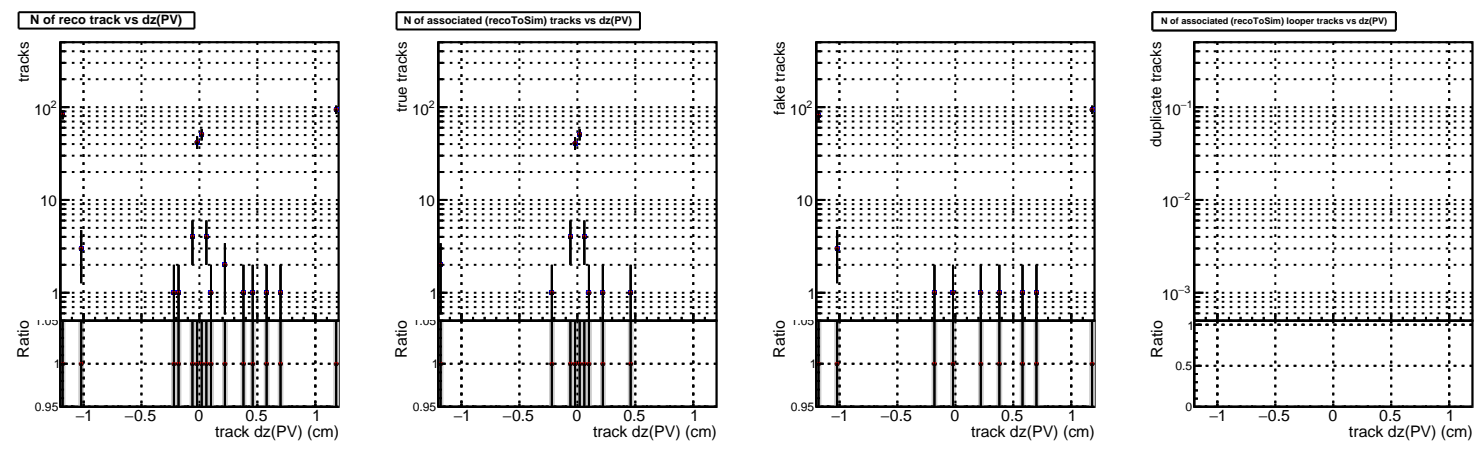 N of reco track vs dz(PV)
tracks
10²
10
1
1.05
1
0.95
Ratio
−1 −0.5 0 0.5 1
track dz(PV) (cm)
N of associated (recoToSim) tracks vs dz(PV)
true tracks
10²
10
1
1.05
1
0.95
Ratio
−1 −0.5 0 0.5 1
track dz(PV) (cm)
fake tracks
10²
10
1
1.05
1
0.95
Ratio
−1 −0.5 0 0.5 1
track dz(PV) (cm)
N of associated (recoToSim) looper tracks vs dz(PV)
duplicate tracks
10⁻¹
10⁻²
10⁻³
1
0.5
0
Ratio
−1 −0.5 0 0.5 1
track dz(PV) (cm)